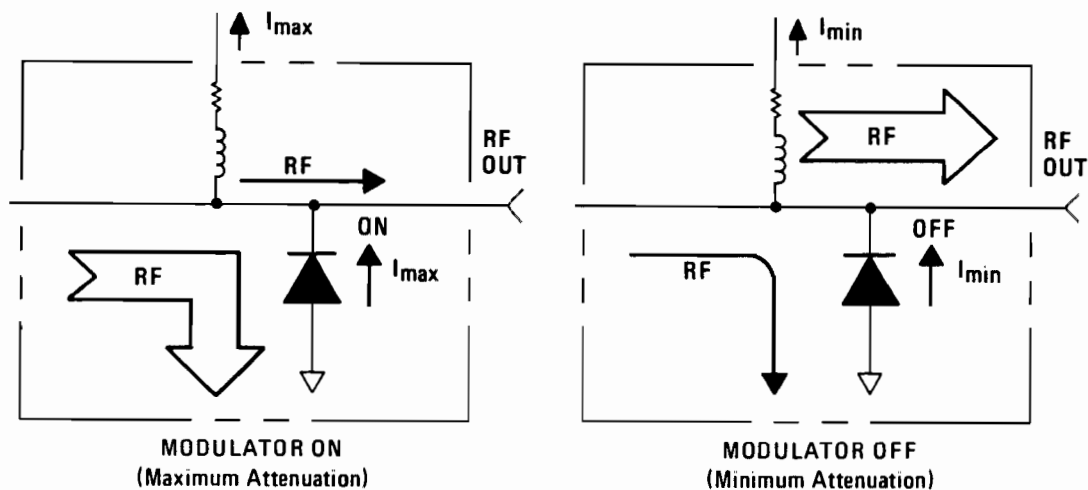 Imax
RF
OUT
RF
ON
Imax
RF
MODULATOR ON
(Maximum Attenuation)
Imin
RF
RF
OUT
OFF
Imin
RF
MODULATOR OFF
(Minimum Attenuation)